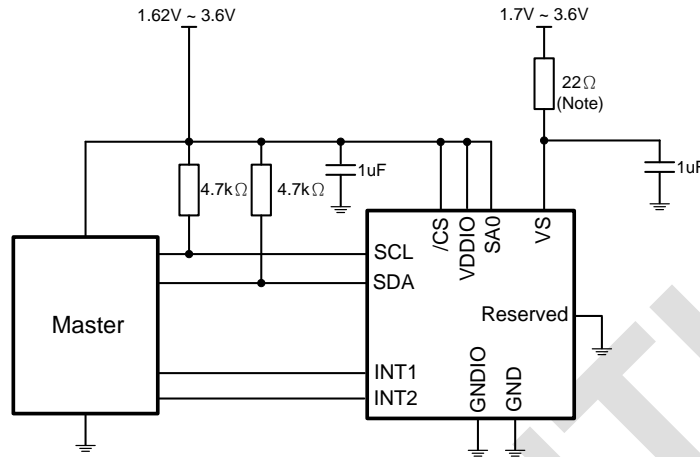 1.62V ~ 3.6V
1.7V ~ 3.6V
22Ω
(Note)
4.7kΩ
4.7kΩ
1uF
1uF
/CS
VDDIO
SA0
VS
SCL
SDA
Master
Reserved
INT1
INT2
GNDIO
GND